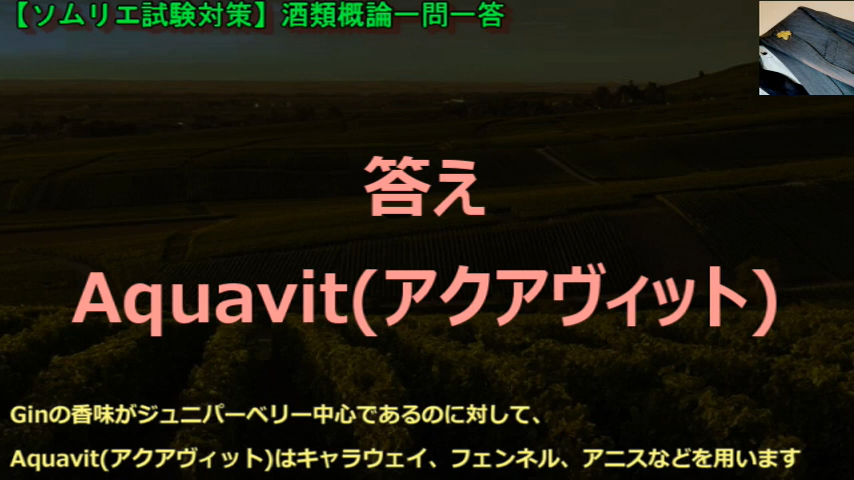 【ソムリエ試験対策】酒類概論一問一答
答え
Aquavit(アクアヴィット)
Ginの香味がジュニパーベリー中心であるのに対して、
Aquavit(アクアヴィット)はキャラウェイ、フェンネル、アニスなどを用います